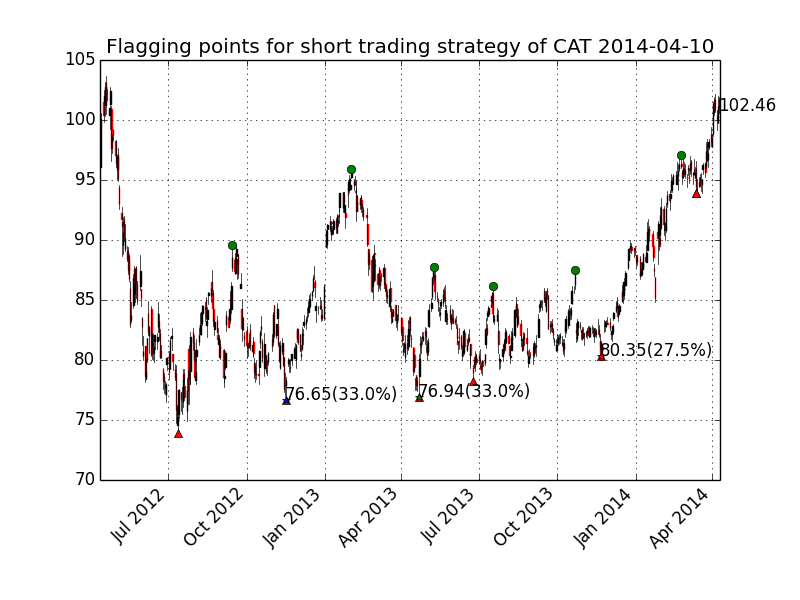 Flagging points for short trading strategy of CAT 2014-04-10
105
100
95
90
85
80
75
70
102.46
80.35(27.5%)
76.65(33.0%)
76.94(33.0%)
Jul 2012
Oct 2012
Jan 2013
Apr 2013
Jul 2013
Oct 2013
Jan 2014
Apr 2014